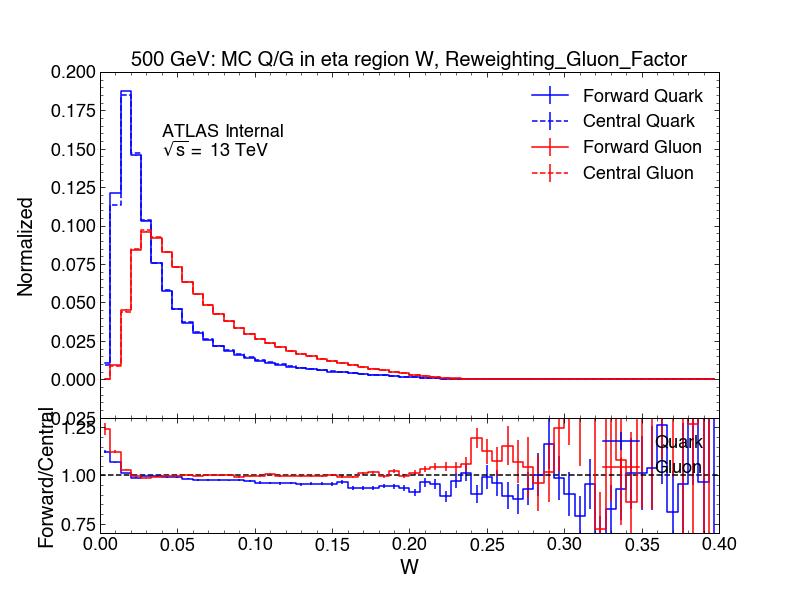 500 GeV: MC Q/G in eta region W, Reweighting_Gluon_Factor
0.200
0.175
0.150
0.125
0.100
0.075
0.050
0.025
0.000
0.025
Normalized
ATLAS Internal
√s = 13 TeV
Forward Quark
Central Quark
Forward Gluon
Central Gluon
1.25
1.00
0.75
Forward/Central
Quark
Gluon
0.00 0.05 0.10 0.15 0.20 0.25 0.30 0.35 0.40
W